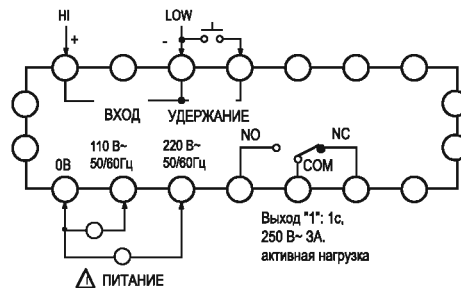 HI
LOW
+
-
ВХОД
УДЕРЖАНИЕ
0В
110 В~
50/60Гц
220 В~
50/60Гц
NO
NC
COM
Выход "1": 1с,
250 В~ 3А.
активная нагрузка
ПИТАНИЕ